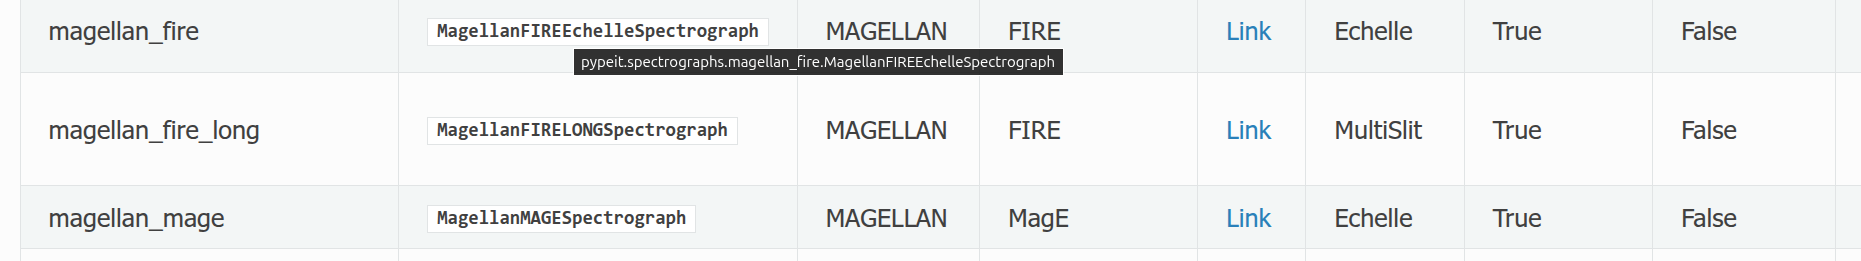 magellan_fire MagellanFIREEchelleSpectrograph MAGELLAN FIRE Link Echelle True False
pypeit.spectrographs.magellan_fire.MagellanFIREEchelleSpectrograph
magellan_fire_long MagellanFIRELONGSpectrograph MAGELLAN FIRE Link MultiSlit True False
magellan_mage MagellanMAGESpectrograph MAGELLAN MagE Link Echelle True False